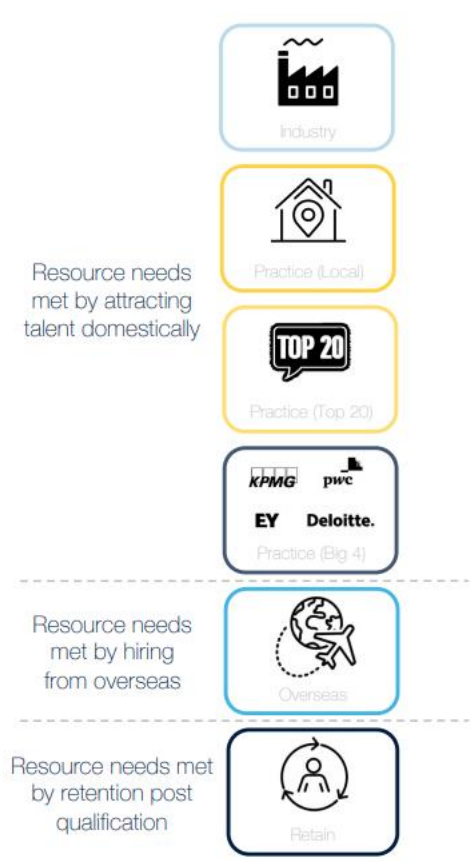 Industry
Practice (Local)
Resource needs
met by attracting
talent domestically
TOP 20
Practice (Top 20)
KPMG pwc
EY Deloitte.
Practice (Big 4)
Resource needs
met by hiring
from overseas
Overseas
Resource needs met
by retention post
qualification
Retain